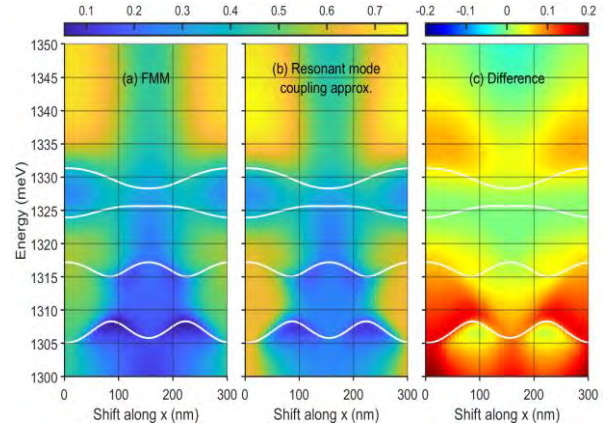 0.1 0.2 0.3 0.4 0.5 0.6 0.7
-0.2 -0.1 0 0.1 0.2
1350
1345
1340
1335
1330
1325
1320
1315
1310
1305
1300
Energy (meV)
(a) FMM
(b) Resonant mode
coupling approx.
(c) Difference
0 100 200 300
0 100 200 300
0 100 200 300
Shift along x (nm)
Shift along x (nm)
Shift along x (nm)